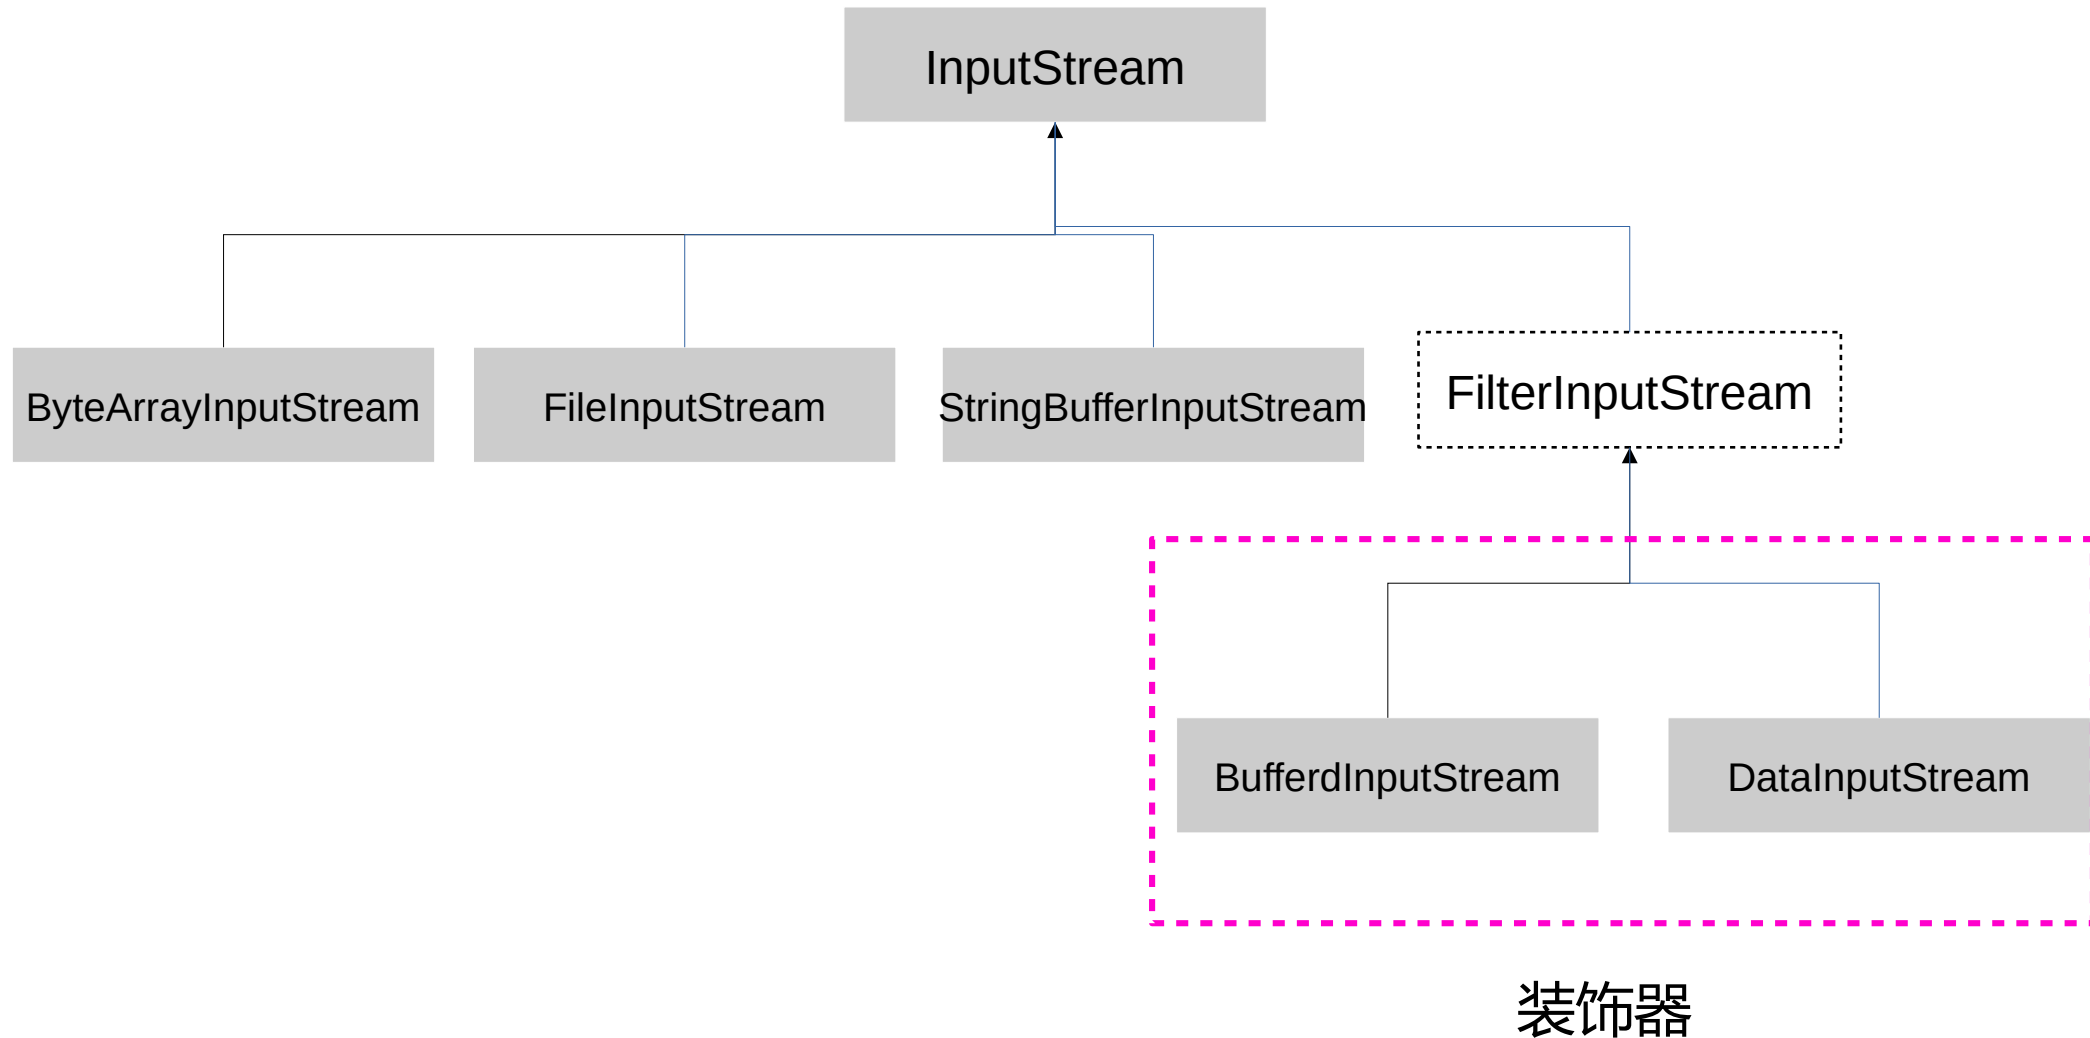 InputStream
ByteArrayInputStream
FileInputStream
StringBufferInputStream
FilterInputStream
BufferdInputStream
DataInputStream
装饰器